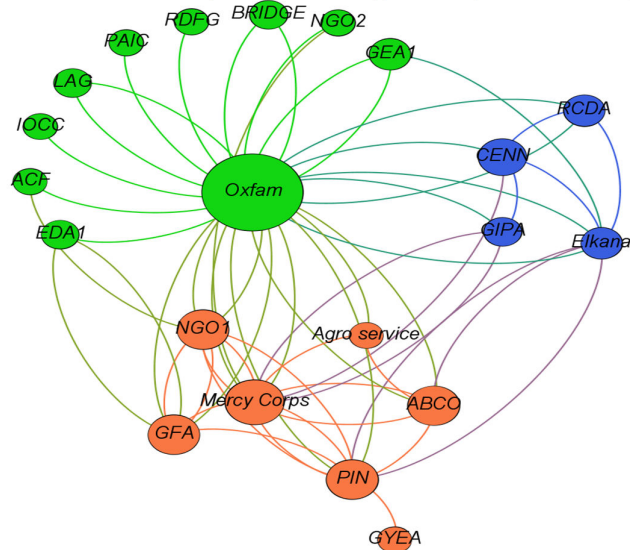 BRIDGE
NGO2
RDFG
PAIC
GEA1
LAG
RCDA
IOCC
CENN
ACF
Oxfam
EDA1
GIPA
Elkana
NGO1
Agro service
Mercy Corps
ABCO
GFA
PIN
GYEA